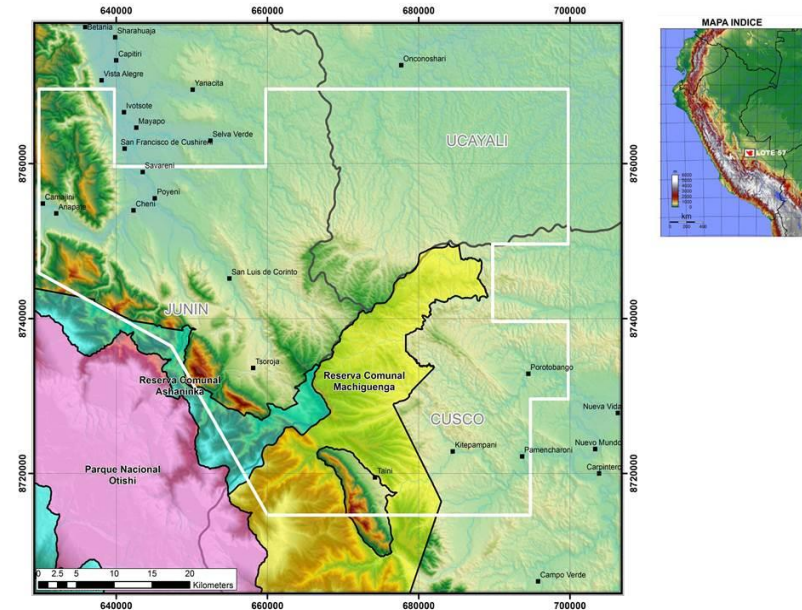 640000 660000 680000 700000
MAPA INDICE
Betania
Sharahuaja
Capitiri
Onconoshari
Vista Alegre
Yanacita
Ivotsote
Mayapo
Selva Verde
San Francisco de Cushireni
UCAYALI
8760000
8760000
Savareni
Poyeni
Camajini
Cheni
Anapate
LOTE 57
km
San Luis de Corinto
JUNIN
8740000
8740000
Tsoroja
Porotobango
Reserva Comunal
Ashaninka
Reserva Comunal
Machiguenga
Nueva Vida
CUSCO
Kitepampani
Pamencharoni
Nuevo Mundo
Parque Nacional
Otishi
Taini
Carpintero
8720000
8720000
0 2.5 5 10 15 20
Kilometers
Campo Verde
640000 660000 680000 700000